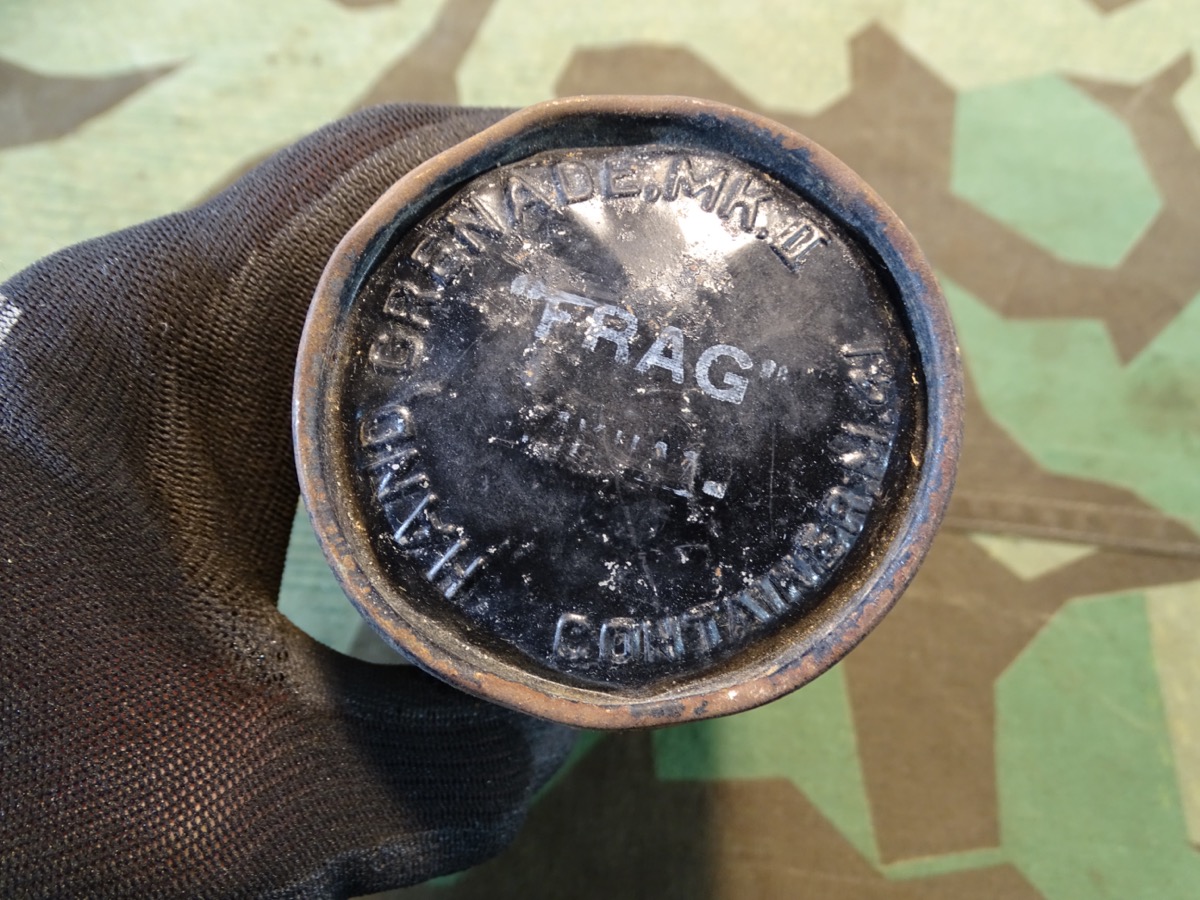 HAND GRENADE, MK. II
"FRAG"
CONTAINER, M.